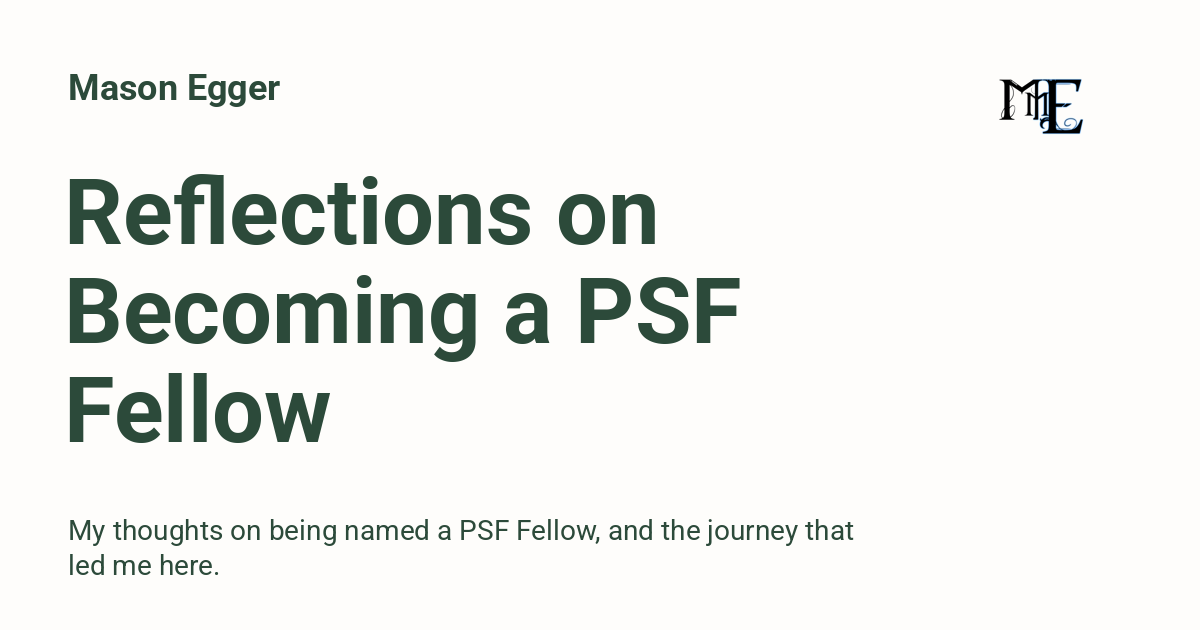 Mason Egger
MmE
Reflections on
Becoming a PSF
Fellow
My thoughts on being named a PSF Fellow, and the journey that
led me here.